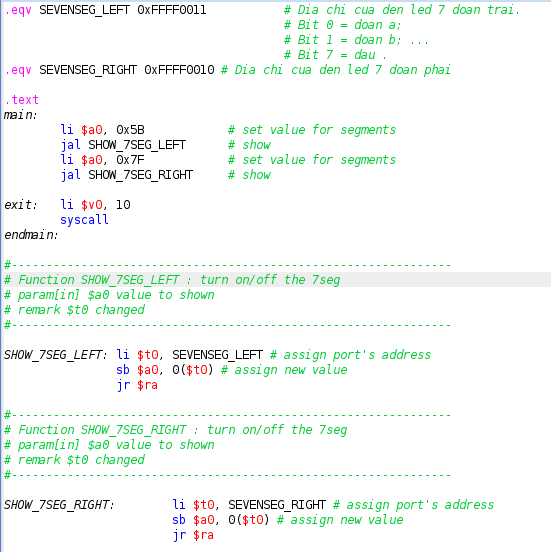 .eqv SEVENSEG_LEFT 0xFFFF0011 # Dia chi cua den led 7 doan trai.
# Bit 0 = doan a;
# Bit 1 = doan b; ...
# Bit 7 = dau .
.eqv SEVENSEG_RIGHT 0xFFFF0010 # Dia chi cua den led 7 doan phai
.text
main:
li $a0, 0x5B # set value for segments
jal SHOW_7SEG_LEFT # show
li $a0, 0x7F # set value for segments
jal SHOW_7SEG_RIGHT # show
exit: li $v0, 10
syscall
endmain:
#---------------------------------------------------------------
# Function SHOW_7SEG_LEFT : turn on/off the 7seg
# param[in] $a0 value to shown
# remark $t0 changed
#---------------------------------------------------------------
SHOW_7SEG_LEFT: li $t0, SEVENSEG_LEFT # assign port's address
sb $a0, 0($t0) # assign new value
jr $ra
#---------------------------------------------------------------
# Function SHOW_7SEG_RIGHT : turn on/off the 7seg
# param[in] $a0 value to shown
# remark $t0 changed
#---------------------------------------------------------------
SHOW_7SEG_RIGHT: li $t0, SEVENSEG_RIGHT # assign port's address
sb $a0, 0($t0) # assign new value
jr $ra